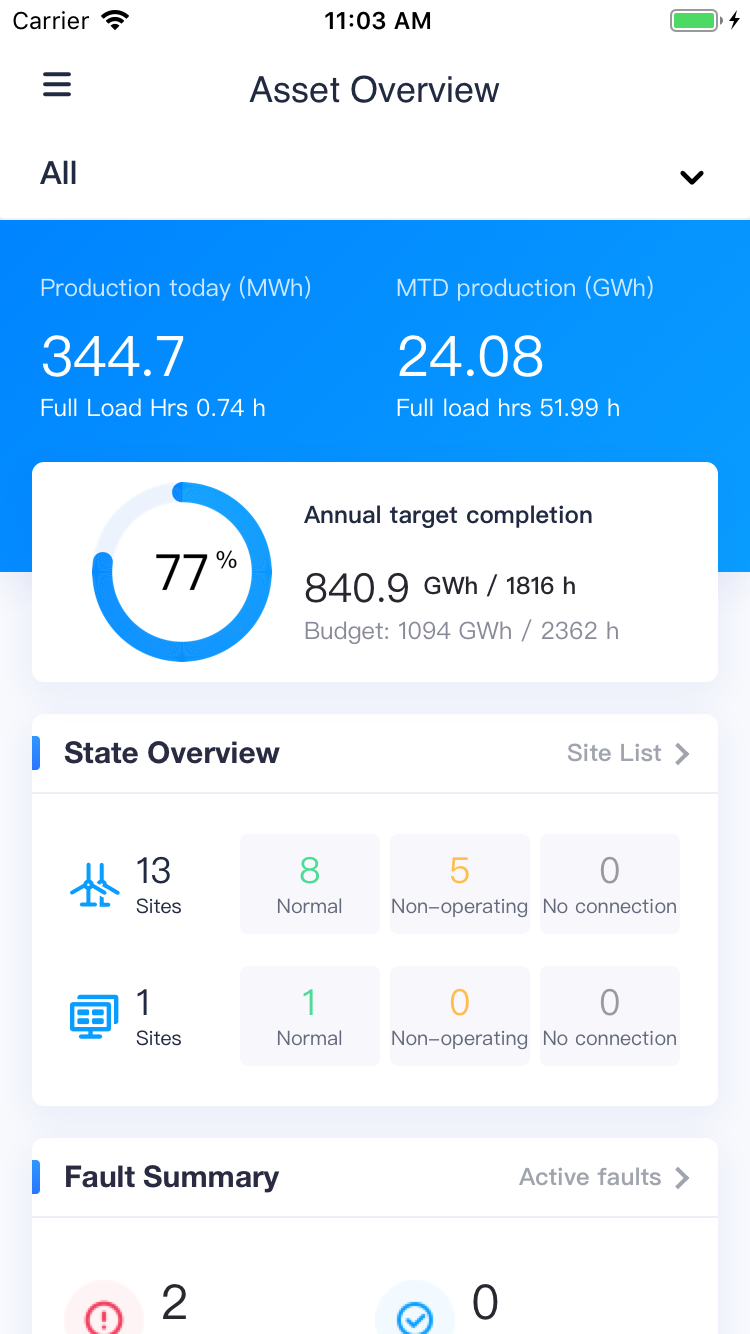 Carrier 11:03 AM
Asset Overview
All
Production today (MWh) MTD production (GWh)
344.7 24.08
Full Load Hrs 0.74 h Full load hrs 51.99 h
Annual target completion
77%
840.9 GWh / 1816 h
Budget: 1094 GWh / 2362 h
State Overview Site List
13 8 5 0
Sites Normal Non-operating No connection
1 1 0 0
Sites Normal Non-operating No connection
Fault Summary Active faults
2 0